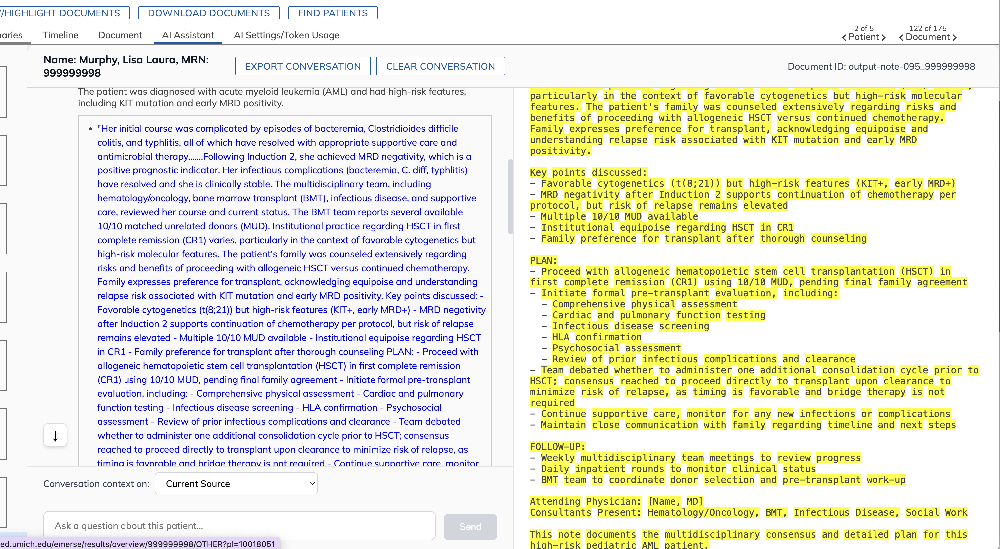 /HIGHLIGHT DOCUMENTS
DOWNLOAD DOCUMENTS
FIND PATIENTS
Timeline
Document
AI Assistant
AI Settings/Token Usage
2 of 5
Patient
122 of 175
Document
Name: Murphy, Lisa Laura, MRN:
999999998
EXPORT CONVERSATION
CLEAR CONVERSATION
Document ID: output-note-095_999999998
The patient was diagnosed with acute myeloid leukemia (AML) and had high-risk features,
including KIT mutation and early MRD positivity.
• "Her initial course was complicated by episodes of bacteremia, Clostridioides difficile
colitis, and typhlitis, all of which have resolved with appropriate supportive care and
antimicrobial therapy.......Following Induction 2, she achieved MRD negativity, which is a
positive prognostic indicator. Her infectious complications (bacteremia, C. diff, typhlitis)
have resolved and she is clinically stable. The multidisciplinary team, including
hematology/oncology, bone marrow transplant (BMT), infectious disease, and supportive
care, reviewed her course and current status. The BMT team reports several available
10/10 matched unrelated donors (MUD). Institutional practice regarding HSCT in first
complete remission (CR1) varies, particularly in the context of favorable cytogenetics but
high-risk molecular features. The patient's family was counseled extensively regarding
risks and benefits of proceeding with allogeneic HSCT versus continued chemotherapy.
Family expresses preference for transplant, acknowledging equipoise and understanding
relapse risk associated with KIT mutation and early MRD positivity. Key points discussed: -
Favorable cytogenetics (t(8;21)) but high-risk features (KIT+, early MRD+) - MRD negativity
after Induction 2 supports continuation of chemotherapy per protocol, but risk of relapse
remains elevated - Multiple 10/10 MUD available - Institutional equipoise regarding HSCT
in CR1 - Family preference for transplant after thorough counseling PLAN: - Proceed with
allogeneic hematopoietic stem cell transplantation (HSCT) in first complete remission
(CR1) using 10/10 MUD, pending final family agreement - Initiate formal pre-transplant
evaluation, including: - Comprehensive physical assessment - Cardiac and pulmonary
function testing - Infectious disease screening - HLA confirmation - Psychosocial
assessment - Review of prior infectious complications and clearance - Team debated
whether to administer one additional consolidation cycle prior to HSCT; consensus
reached to proceed directly to transplant upon clearance to minimize risk of relapse, as
timing is favorable and bridge therapy is not required - Continue supportive care, monitor
Conversation context on:
Current Source
Ask a question about this patient...
Send
ed.umich.edu/emerse/results/overview/999999998/OTHER?pl=10018051
particularly in the context of favorable cytogenetics but high-risk molecular
features. The patient's family was counseled extensively regarding risks and
benefits of proceeding with allogeneic HSCT versus continued chemotherapy.
Family expresses preference for transplant, acknowledging equipoise and
understanding relapse risk associated with KIT mutation and early MRD
positivity.
Key points discussed:
- Favorable cytogenetics (t(8;21)) but high-risk features (KIT+, early MRD+)
- MRD negativity after Induction 2 supports continuation of chemotherapy per
protocol, but risk of relapse remains elevated
- Multiple 10/10 MUD available
- Institutional equipoise regarding HSCT in CR1
- Family preference for transplant after thorough counseling
PLAN:
- Proceed with allogeneic hematopoietic stem cell transplantation (HSCT) in
first complete remission (CR1) using 10/10 MUD, pending final family agreement
- Initiate formal pre-transplant evaluation, including:
- Comprehensive physical assessment
- Cardiac and pulmonary function testing
- Infectious disease screening
- HLA confirmation
- Psychosocial assessment
- Review of prior infectious complications and clearance
- Team debated whether to administer one additional consolidation cycle prior to
HSCT; consensus reached to proceed directly to transplant upon clearance to
minimize risk of relapse, as timing is favorable and bridge therapy is not
required
- Continue supportive care, monitor for any new infections or complications
- Maintain close communication with family regarding timeline and next steps
FOLLOW-UP:
- Weekly multidisciplinary team meetings to review progress
- Daily inpatient rounds to monitor clinical status
- BMT team to coordinate donor selection and pre-transplant work-up
Attending Physician: [Name, MD]
Consultants Present: Hematology/Oncology, BMT, Infectious Disease, Social Work
This note documents the multidisciplinary consensus and detailed plan for this
high-risk pediatric AML patient.